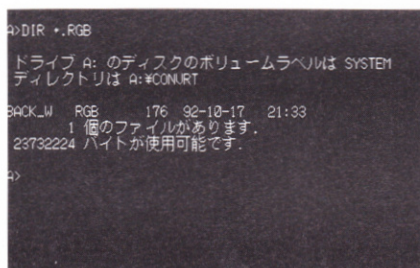 A>DIR *.RGB
ドライブ A: のディスクのボリュームラベルは SYSTEM
ディレクトリは A:¥CONVRT
BACK_W RGB 176 92-10-17 21:33
1 個のファイルがあります.
23732224 バイトが使用可能です.
A>